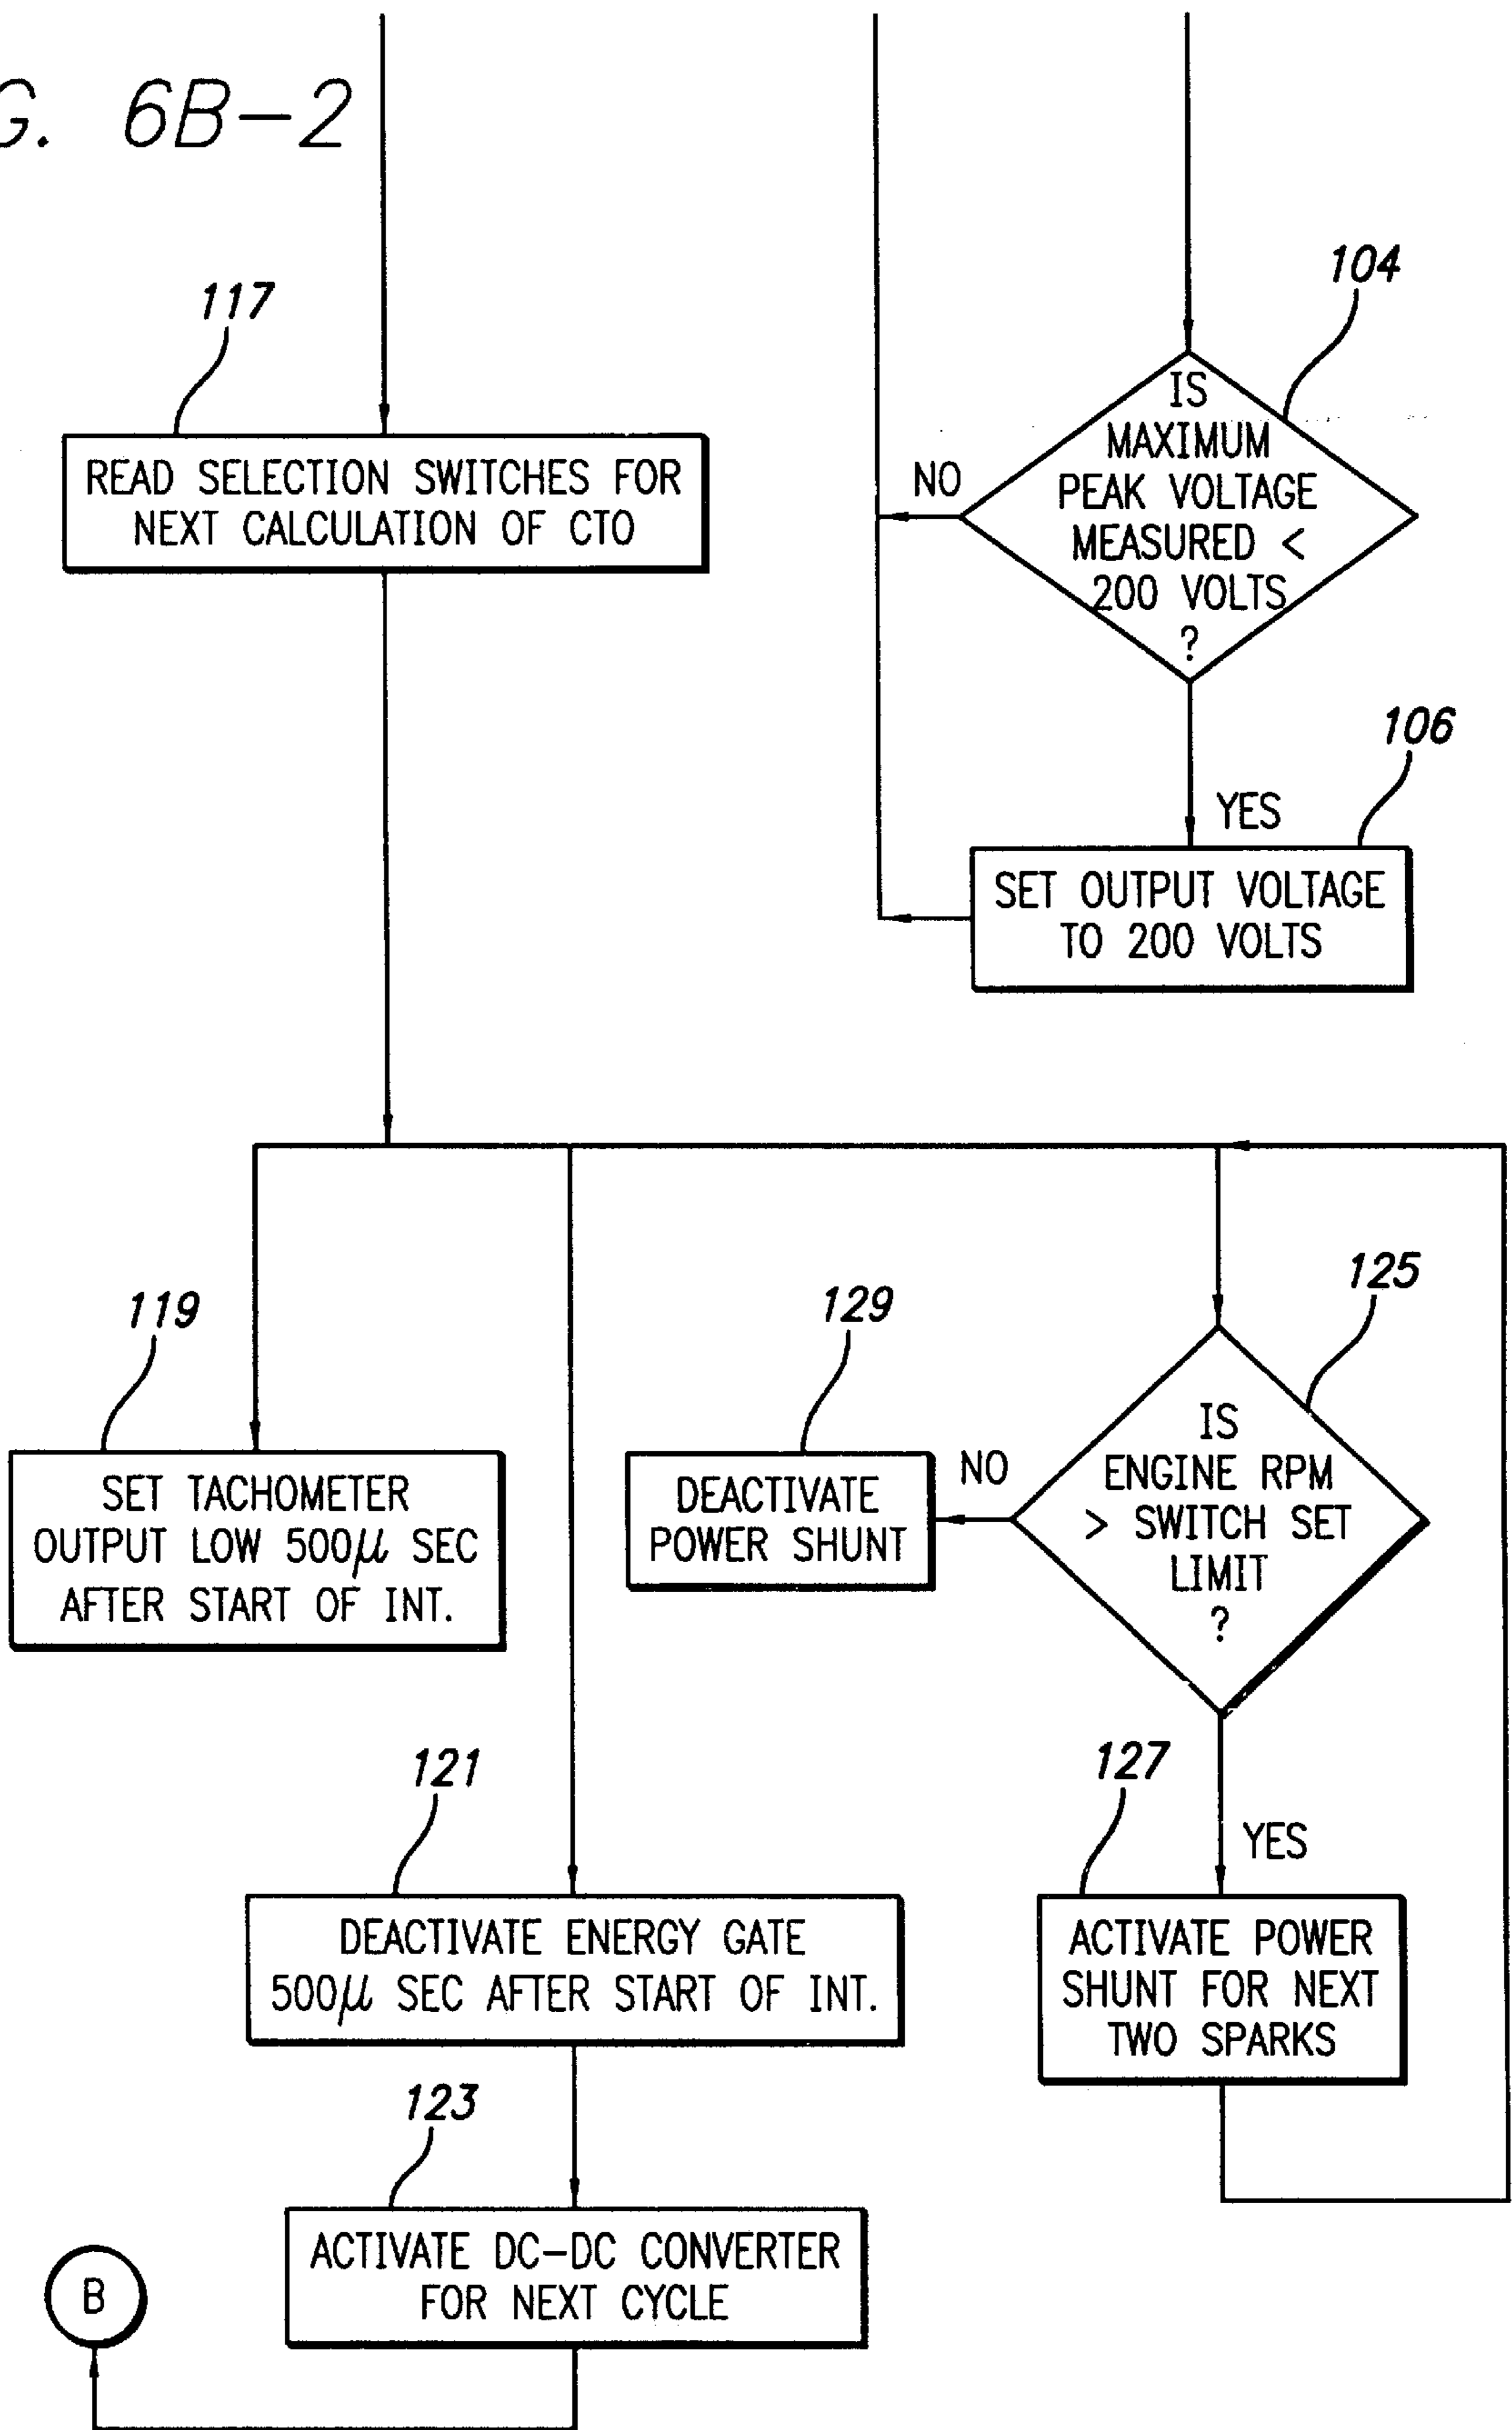 G. 6B-2
117
READ SELECTION SWITCHES FOR
NEXT CALCULATION OF CTO
104
IS
MAXIMUM
PEAK VOLTAGE
MEASURED <
200 VOLTS
?
NO
YES
106
SET OUTPUT VOLTAGE
TO 200 VOLTS
119
SET TACHOMETER
OUTPUT LOW 500μ SEC
AFTER START OF INT.
129
DEACTIVATE
POWER SHUNT
NO
125
IS
ENGINE RPM
> SWITCH SET
LIMIT
?
YES
121
DEACTIVATE ENERGY GATE
500μ SEC AFTER START OF INT.
127
ACTIVATE POWER
SHUNT FOR NEXT
TWO SPARKS
123
ACTIVATE DC-DC CONVERTER
FOR NEXT CYCLE
B